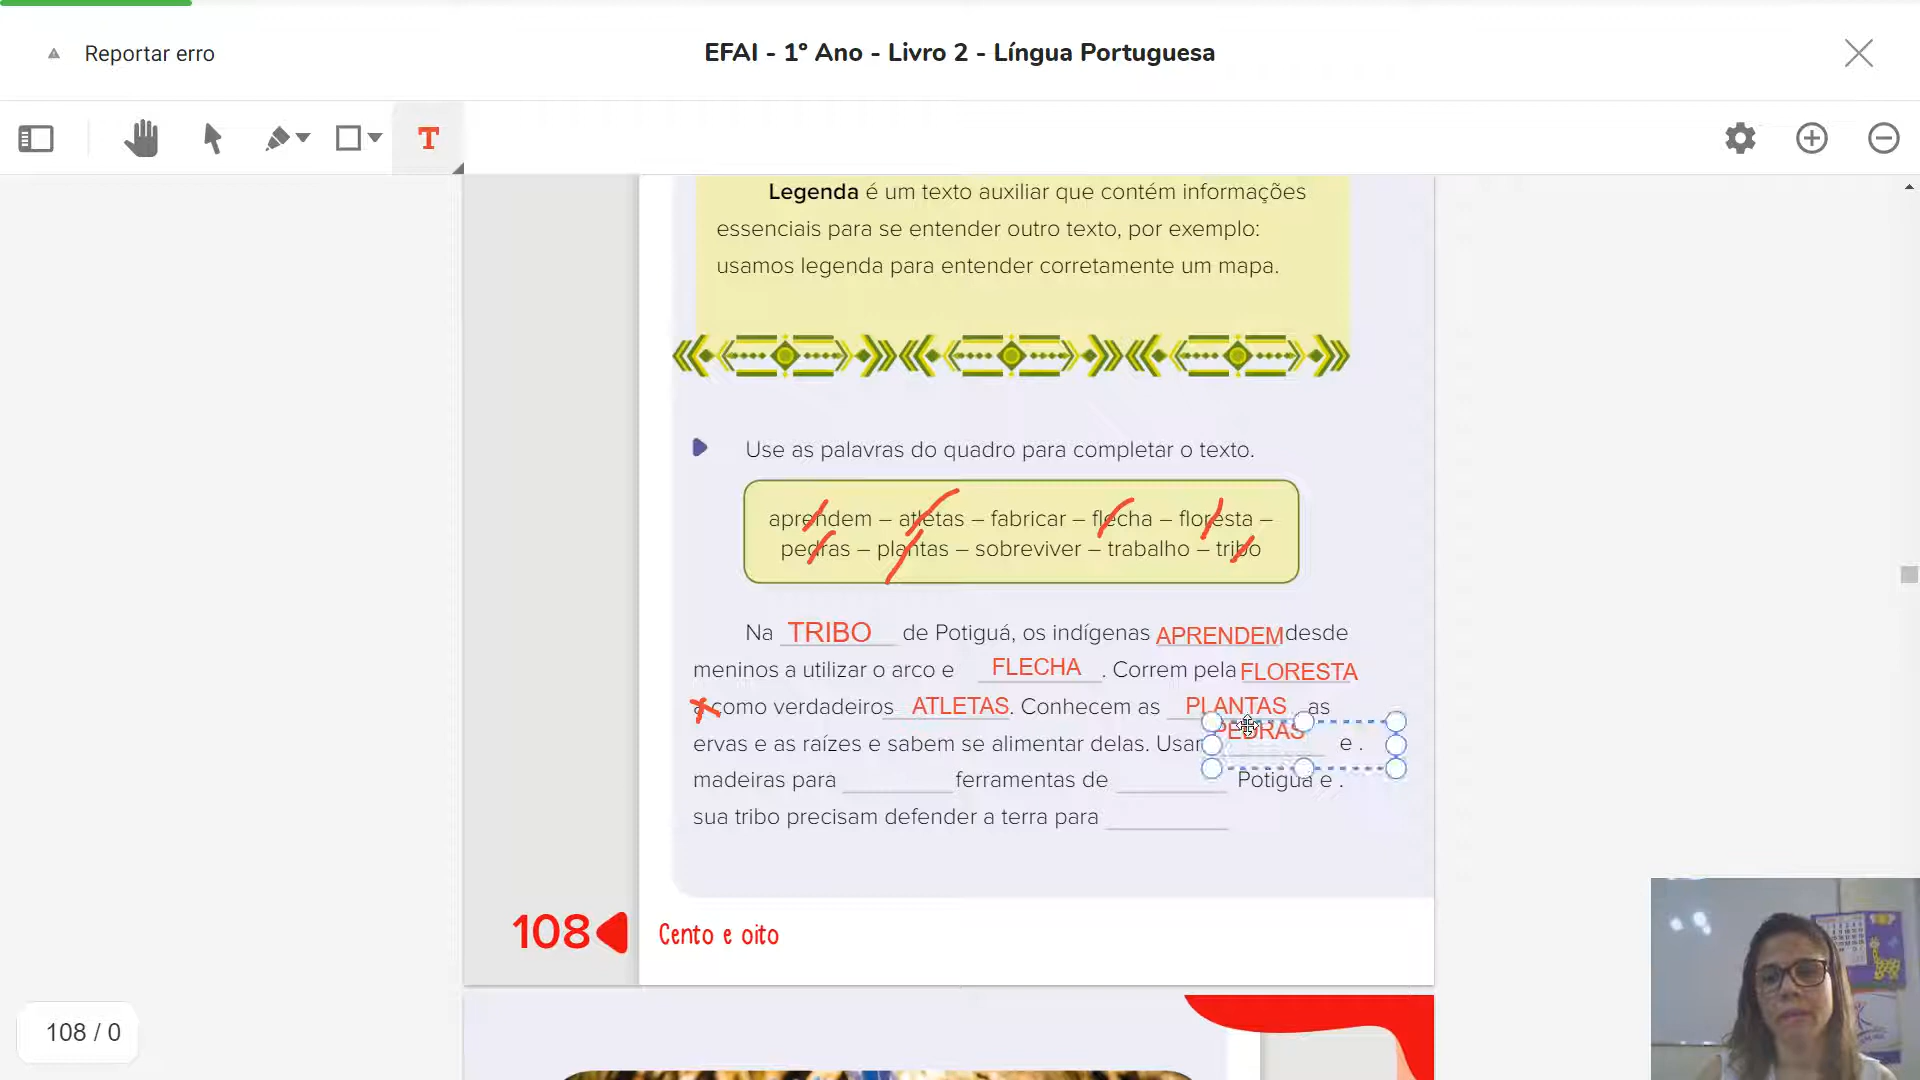 Reportar erro
EFAI - 1º Ano - Livro 2 - Língua Portuguesa
T
Legenda é um texto auxiliar que contém informações
essenciais para se entender outro texto, por exemplo:
usamos legenda para entender corretamente um mapa.
Use as palavras do quadro para completar o texto.
aprendem – atletas – fabricar – flecha – floresta –
pedras – plantas – sobreviver – trabalho – tribo
Na TRIBO de Potiguá, os indígenas APRENDEM desde
meninos a utilizar o arco e FLECHA . Correm pela FLORESTA
a como verdadeiros ATLETAS . Conhecem as PLANTAS , as
ervas e as raízes e sabem se alimentar delas. Usam PEDRAS e .
madeiras para ferramentas de Potiguá e .
sua tribo precisam defender a terra para
108 Cento e oito
108 / 0